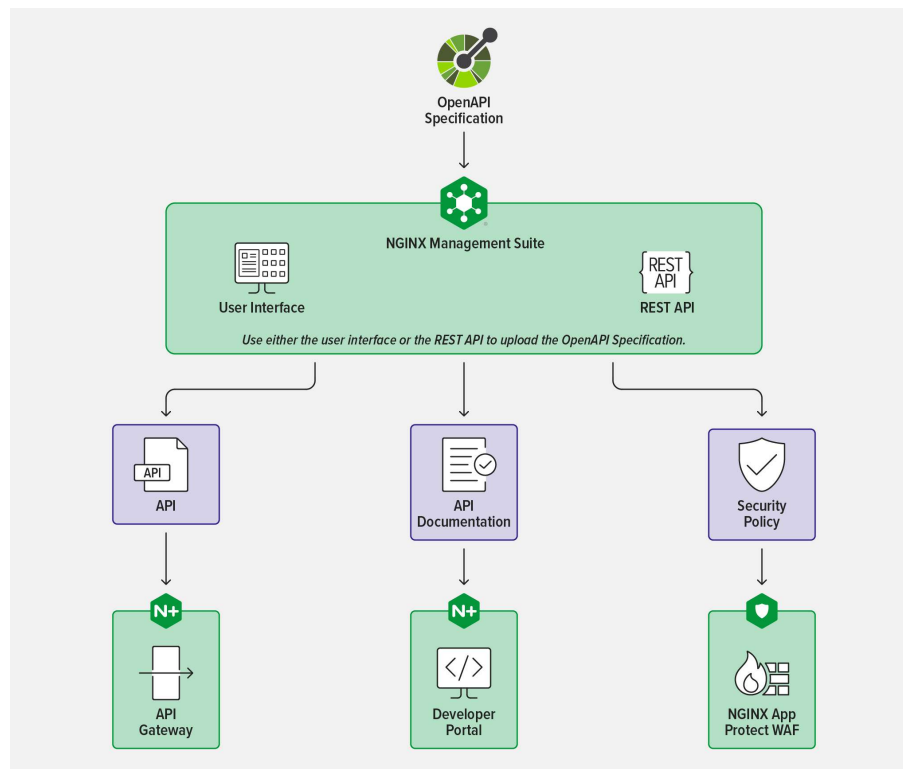 OpenAPI
Specification
NGINX Management Suite
REST
API
User Interface
REST API
Use either the user interface or the REST API to upload the OpenAPI Specification.
API
API
API
Documentation
Security
Policy
N+
N+
API
Gateway
Developer
Portal
NGINX App
Protect WAF